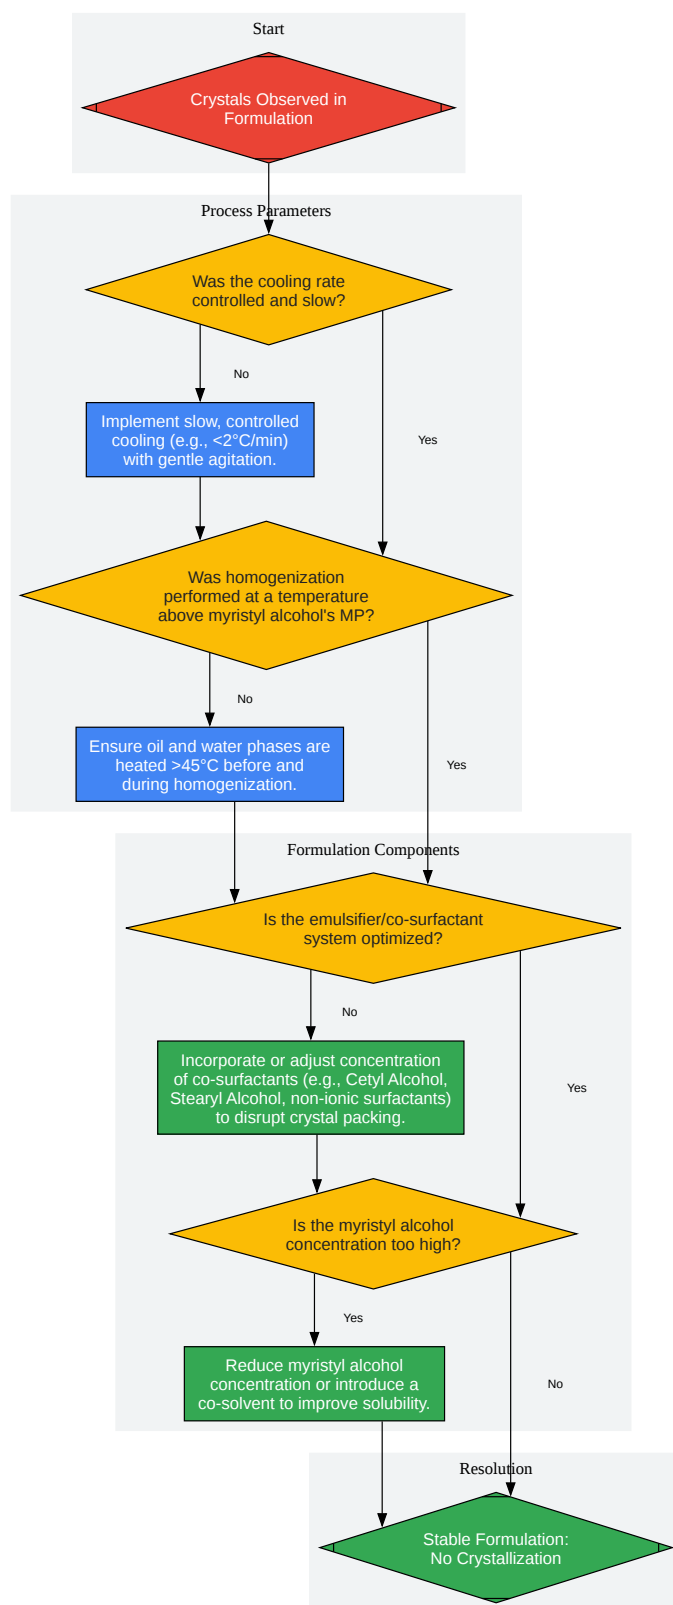 Start
Crystals Observed in
Formulation
Process Parameters
Was the cooling rate
controlled and slow?
No
Implement slow, controlled
cooling (e.g., <2°C/min)
with gentle agitation.
Yes
Was homogenization
performed at a temperature
above myristyl alcohol's MP?
No
Ensure oil and water phases are
heated >45°C before and
during homogenization.
Yes
Formulation Components
Is the emulsifier/co-surfactant
system optimized?
No
Incorporate or adjust concentration
of co-surfactants (e.g., Cetyl Alcohol,
Stearyl Alcohol, non-ionic surfactants)
to disrupt crystal packing.
Yes
Is the myristyl alcohol
concentration too high?
Yes
Reduce myristyl alcohol
concentration or introduce a
co-solvent to improve solubility.
No
Resolution
Stable Formulation:
No Crystallization